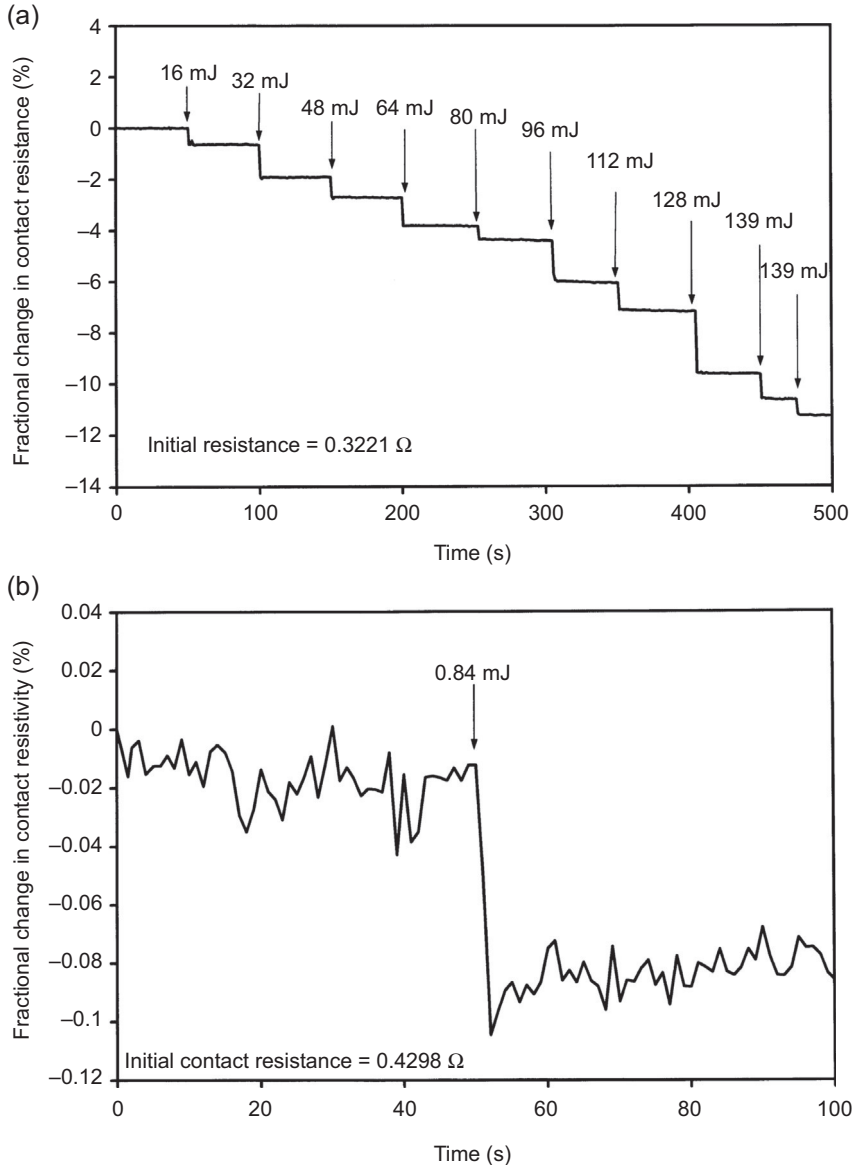 (a)
Fractional change in contact resistance (%)
4
2
0
–2
–4
–6
–8
–10
–12
–14
16 mJ
32 mJ
48 mJ
64 mJ
80 mJ
96 mJ
112 mJ
128 mJ
139 mJ
139 mJ
Initial resistance = 0.3221 Ω
0 100 200 300 400 500
Time (s)
(b)
Fractional change in contact resistivity (%)
0.04
0.02
0
–0.02
–0.04
–0.06
–0.08
–0.1
–0.12
0.84 mJ
Initial contact resistance = 0.4298 Ω
0 20 40 60 80 100
Time (s)